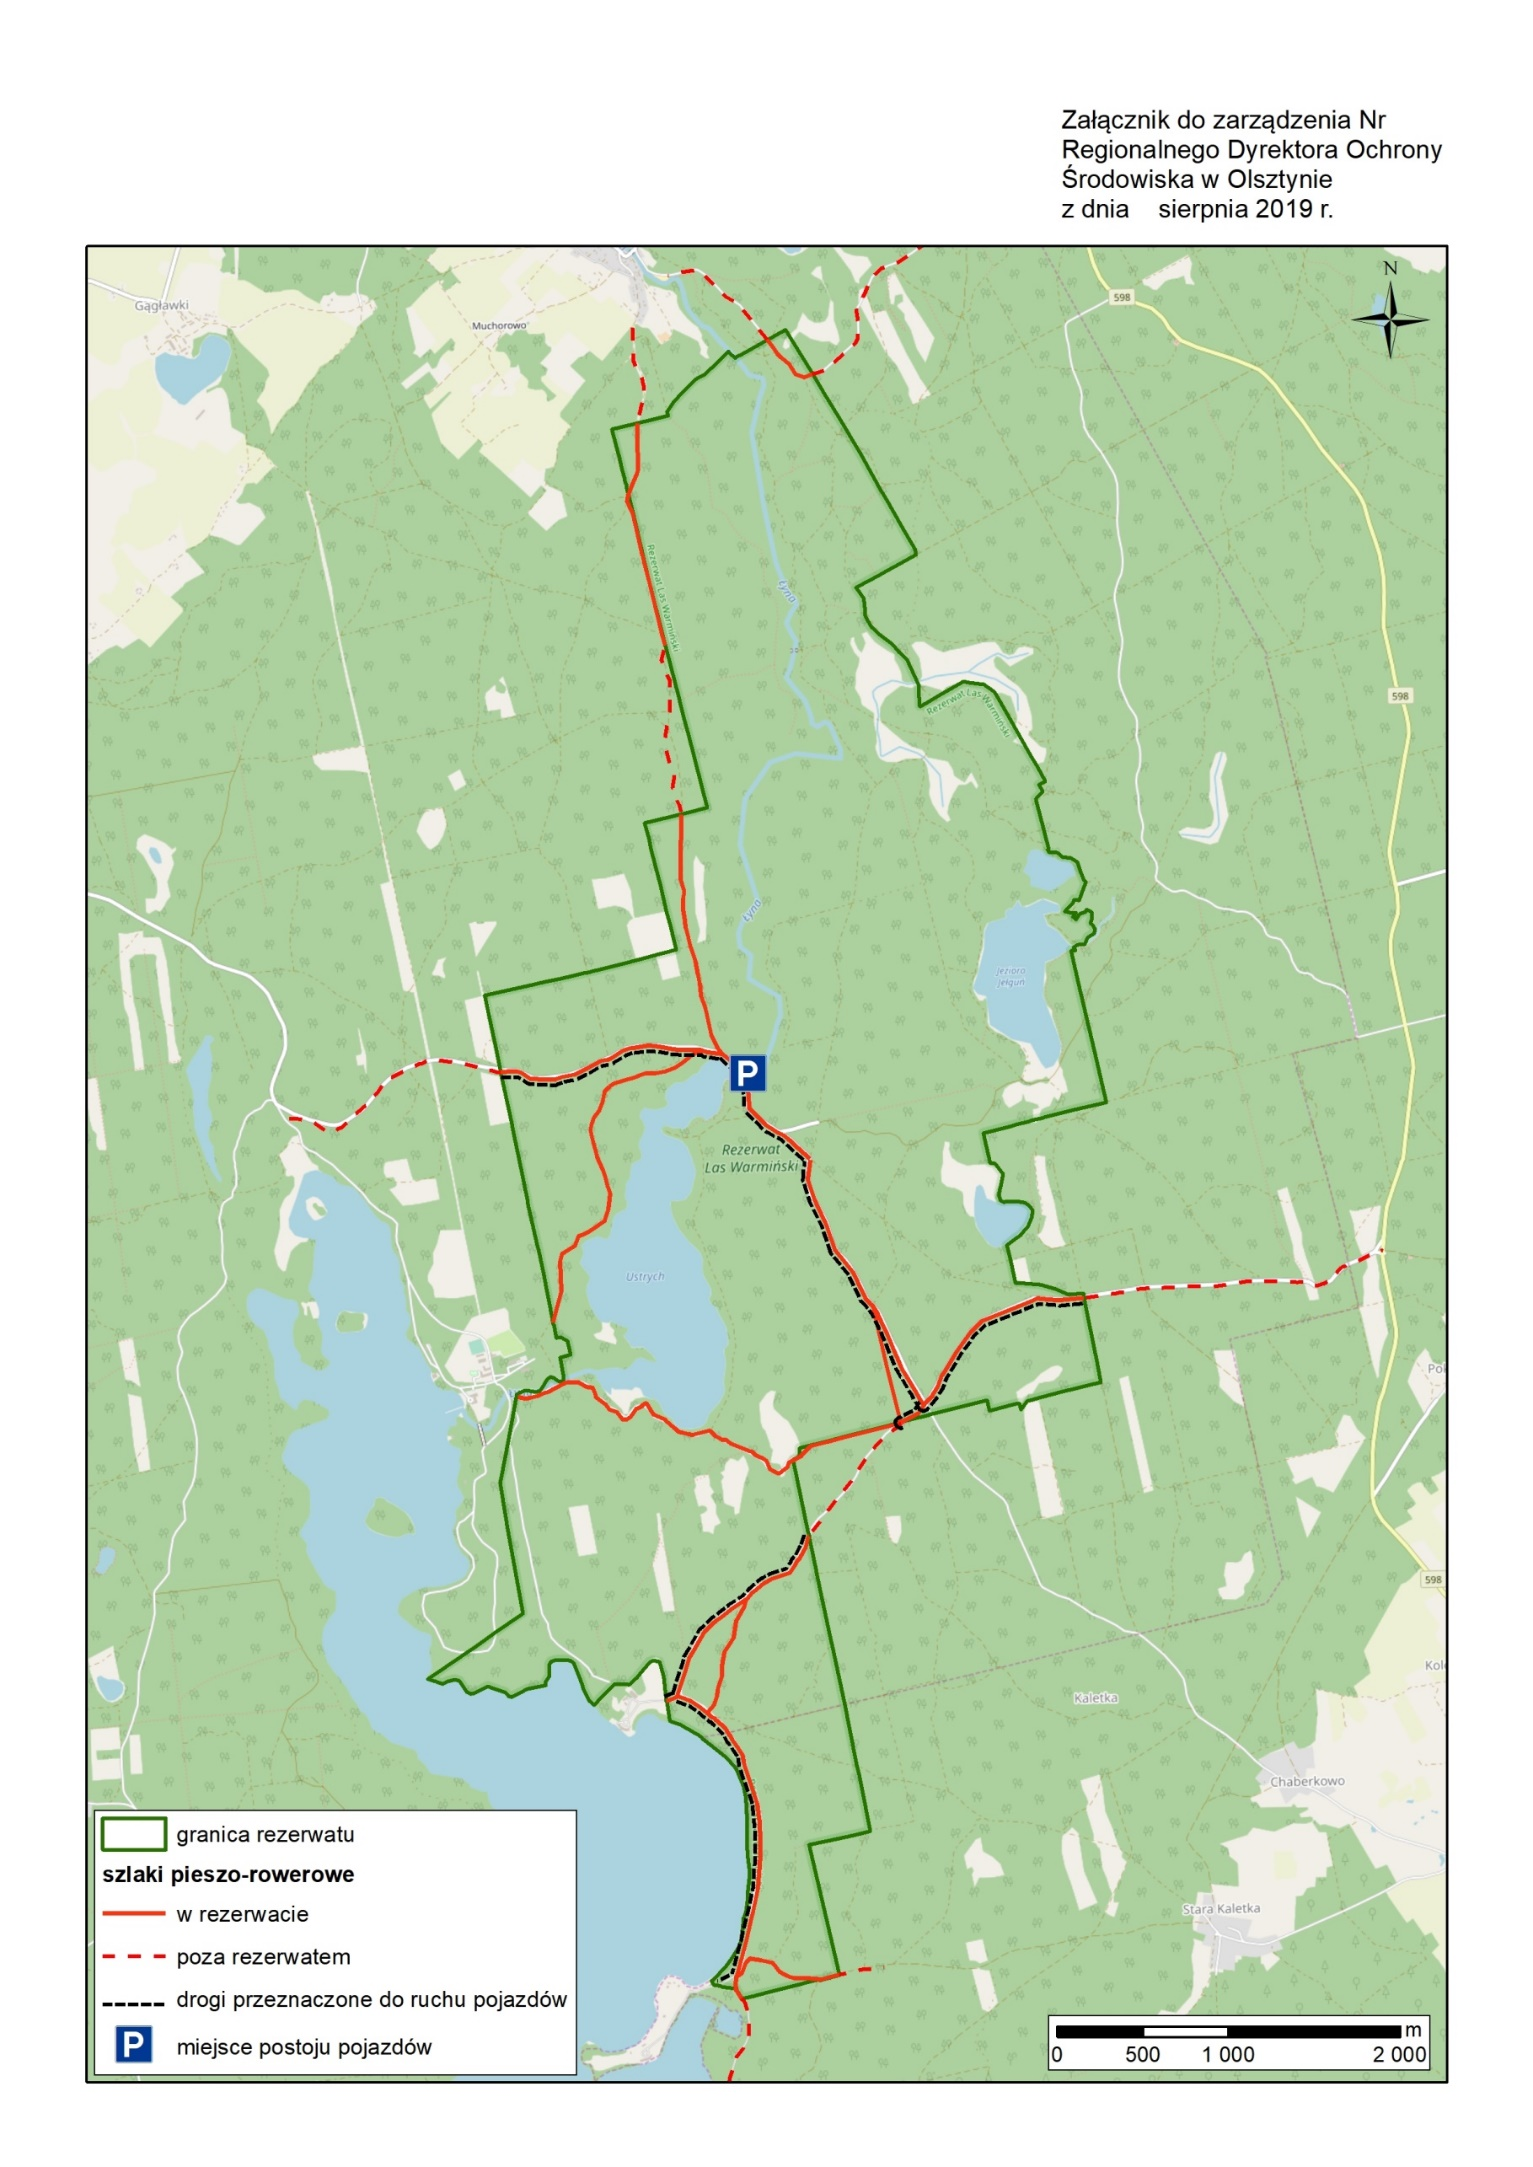 Załącznik do zarządzenia Nr
Regionalnego Dyrektora Ochrony
Środowiska w Olsztynie
z dnia    sierpnia 2019 r.
N
598
Gągławki
Muchorowo
Rezerwat Las Warmiński
Łyna
598
Rezerwat Las Warmiński
Łyna
Jezioro
Jełguń
P
Rezerwat
Las Warmiński
Ustrych
598
Kaletka
Chaberkowo
Stara Kaletka
granica rezerwatu
szlaki pieszo-rowerowe
w rezerwacie
poza rezerwatem
drogi przeznaczone do ruchu pojazdów
P miejsce postoju pojazdów
m
0 500 1 000 2 000